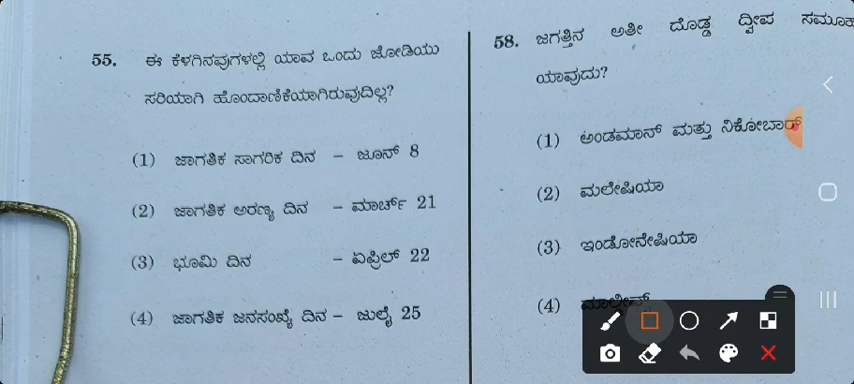 55. ಈ ಕೆಳಗಿನವುಗಳಲ್ಲಿ ಯಾವ ಒಂದು ಜೋಡಿಯು
ಸರಿಯಾಗಿ ಹೊಂದಾಣಿಕೆಯಾಗಿರುವುದಿಲ್ಲ?
(1) ಜಾಗತಿಕ ಸಾಗರಿಕ ದಿನ – ಜೂನ್ 8
(2) ಜಾಗತಿಕ ಅರಣ್ಯ ದಿನ – ಮಾರ್ಚ್ 21
(3) ಭೂಮಿ ದಿನ – ಏಪ್ರಿಲ್ 22
(4) ಜಾಗತಿಕ ಜನಸಂಖ್ಯೆ ದಿನ – ಜುಲೈ 25
58. ಜಗತ್ತಿನ ಅತೀ ದೊಡ್ಡ ದ್ವೀಪ ಸಮೂಹ
ಯಾವುದು?
(1) ಅಂಡಮಾನ್ ಮತ್ತು ನಿಕೋಬಾರ್
(2) ಮಲೇಷಿಯಾ
(3) ಇಂಡೋನೇಷಿಯಾ
(4)